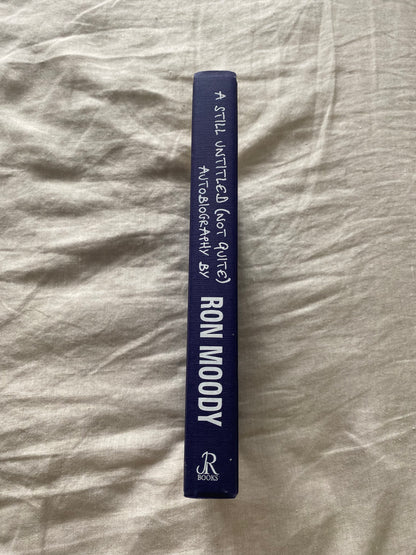 A STILL UNTITLED (NOT QUITE)
AUTOBIOGRAPHY BY
RON MOODY
JR
BOOKS